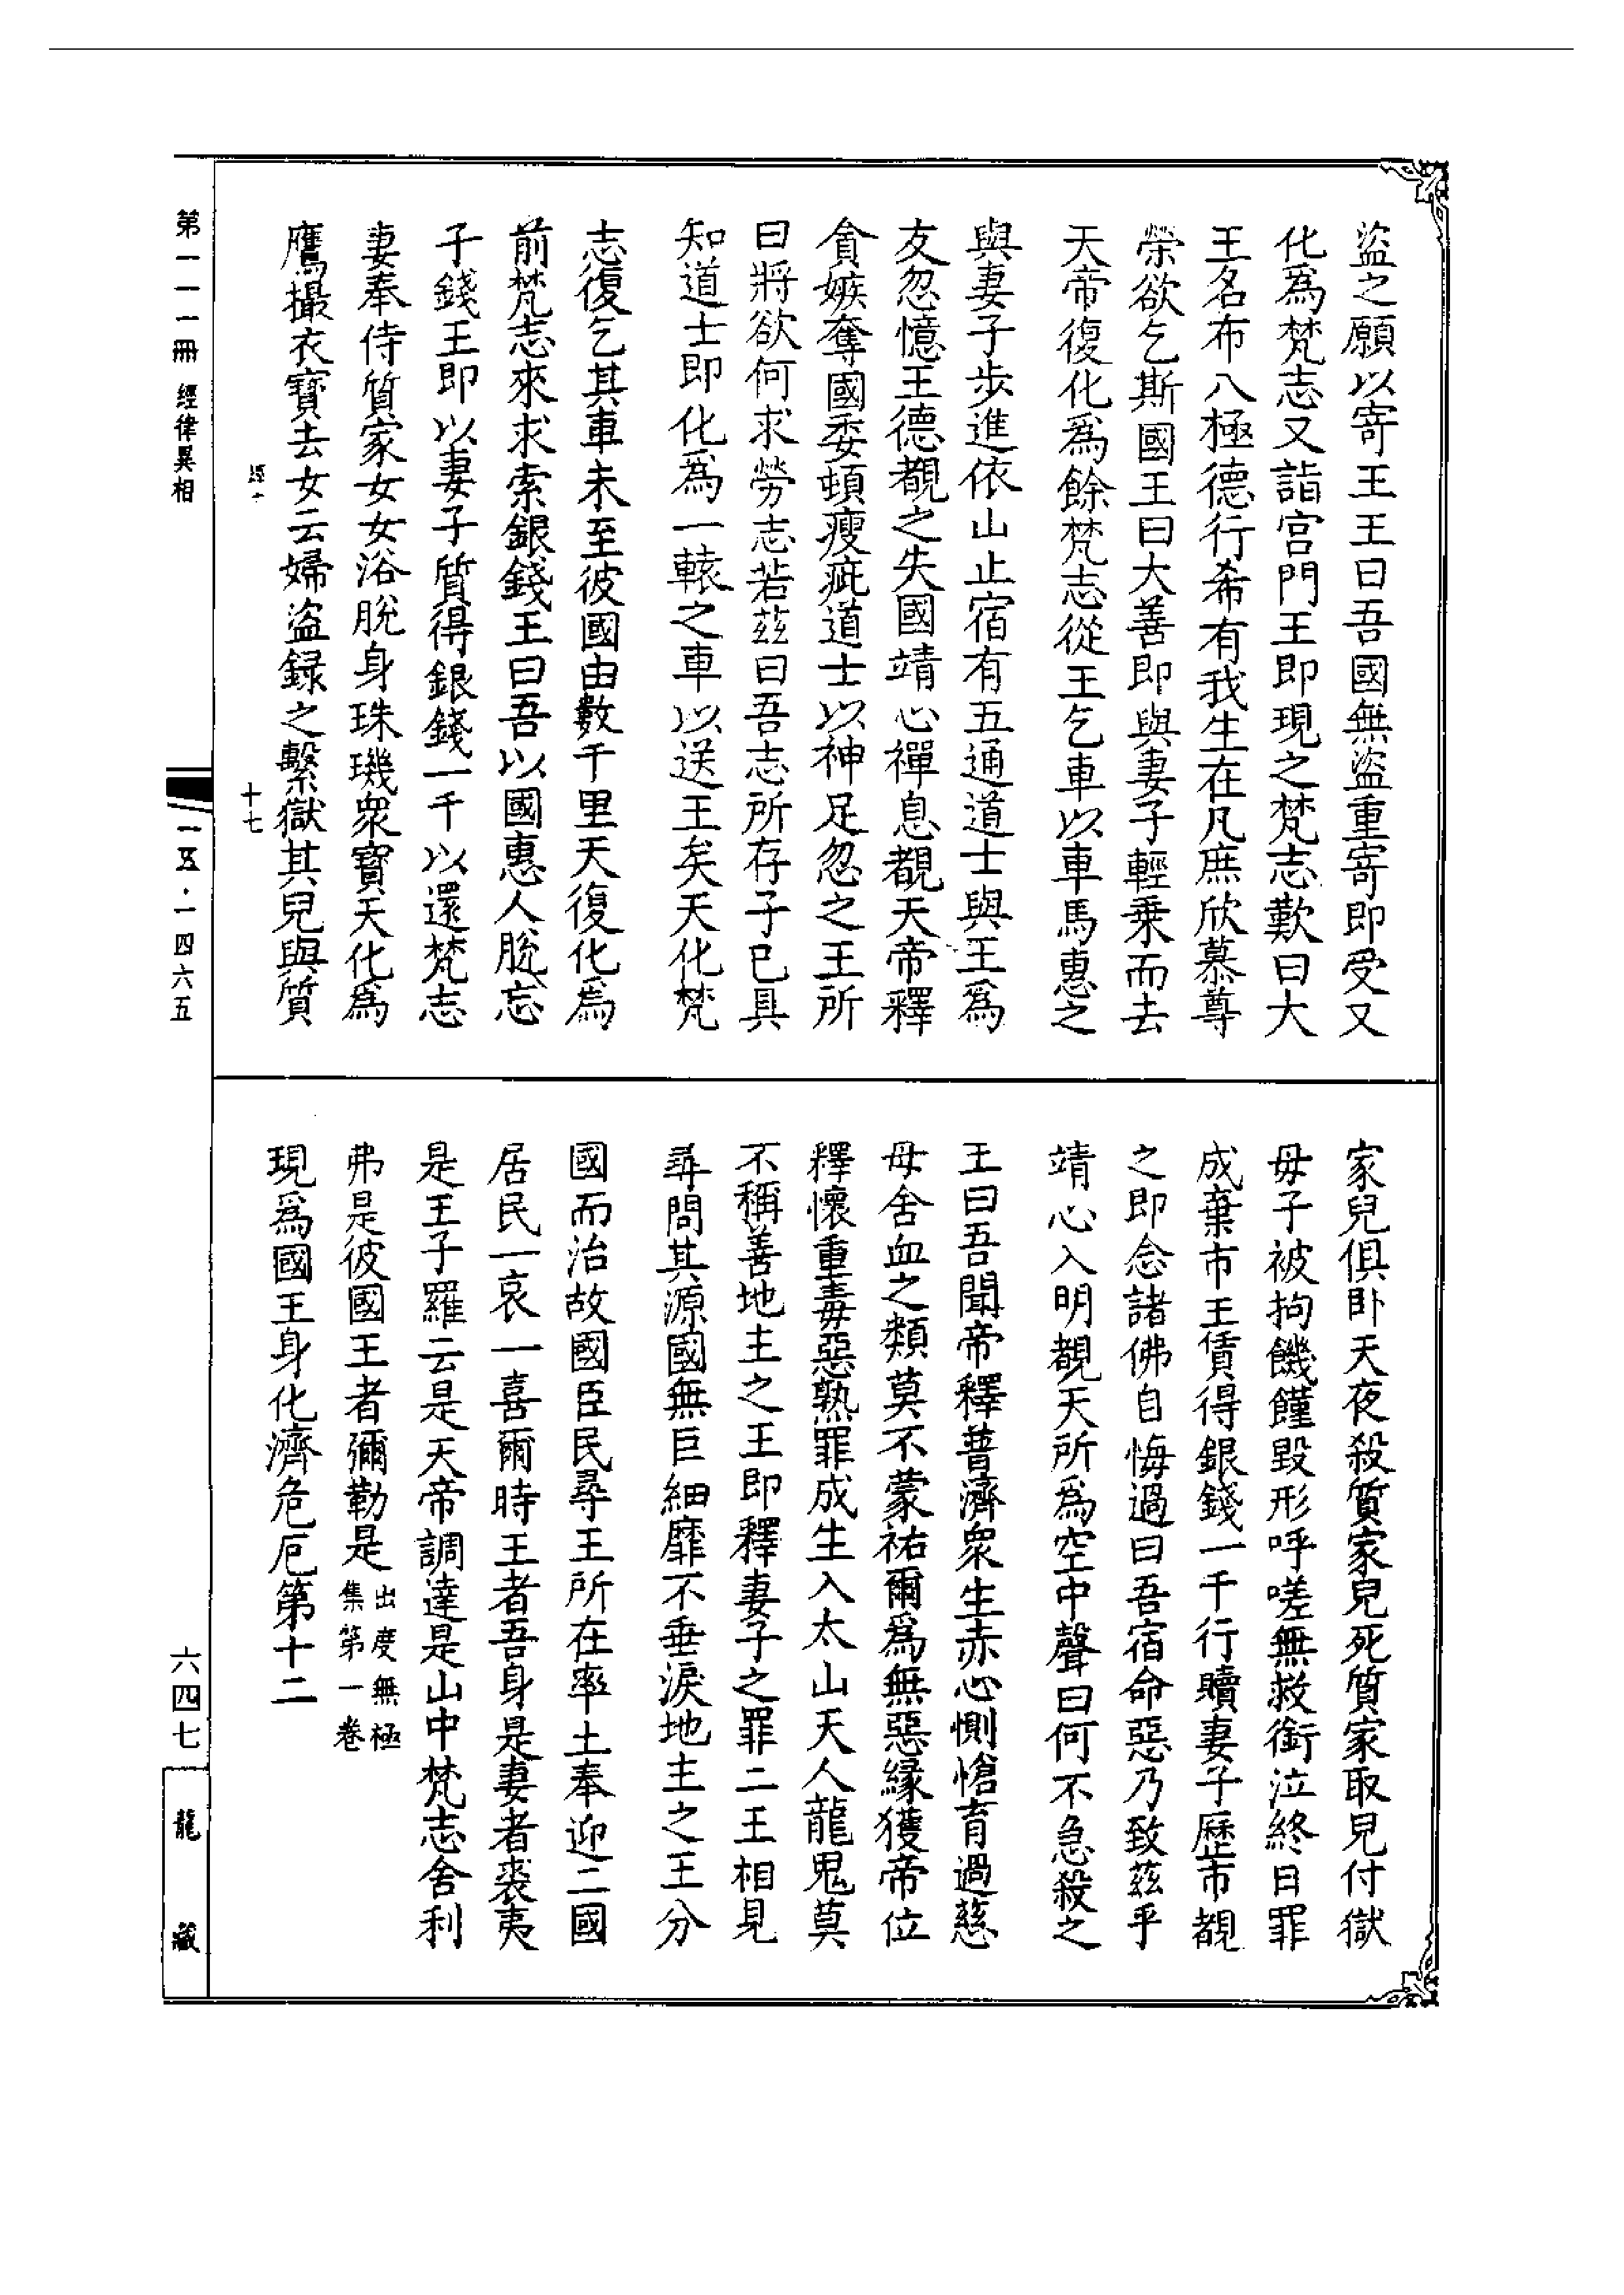 盜之願以寄王王曰吾國無盜重寄即受又
化爲梵志又詣宮門王即現之梵志歎曰大
王名布八極德行希有我生在凡庶欣慕尊
榮欲乞斯國王曰大善即與妻子輕乗而去
天帝復化爲餘梵志從王乞車以車馬惠之
與妻子步進依山止宿有五通道士與王爲
友忽憶王德覩之失國靖心禪息覩天帝釋
貪嫉奪國委頓瘦疵道士以神足忽之王所
曰將欲何求勞志若茲曰吾志所存子已具
知道士即化爲一轅之車以送王矣天化梵
志復乞其車未至彼國由數千里天復化爲
前梵志來求索銀錢王曰吾以國惠人脫忘
子錢王即以妻子質得銀錢一千以還梵志
妻奉侍質家女女浴脫身珠璣衆寶天化爲
鷹撮衣寶去女云婦盜録之繫獄其兒與質
家兒俱卧天夜殺質家兒死質家取兒付獄
母子被拘饑饉毀形呼嗟無救銜泣終日罪
成棄市王賃得銀錢一千行贖妻子歷市覩
之即念諸佛自悔過曰吾宿命惡乃致茲乎
靖心入明覩天所爲空中聲曰何不急殺之
王曰吾聞帝釋普濟衆生赤心惻愴育過慈
母含血之類莫不蒙祐爾爲無惡緣獲帝位
釋懷重毒惡熟罪成生入太山天人龍鬼莫
不稱善地主之王即釋妻子之罪二王相見
尋問其源國無巨細靡不垂淚地主之王分
國而治故國臣民尋王所在率土奉迎二國
居民一哀一喜爾時王者吾身是妻者裘夷
是王子羅云是天帝調達是山中梵志舍利
弗是彼國王者彌勒是出度無極集第一卷
現爲國王身化濟危厄第十二
十七
第一一一冊 經律異相
一五·一四六五
六四七
龍藏